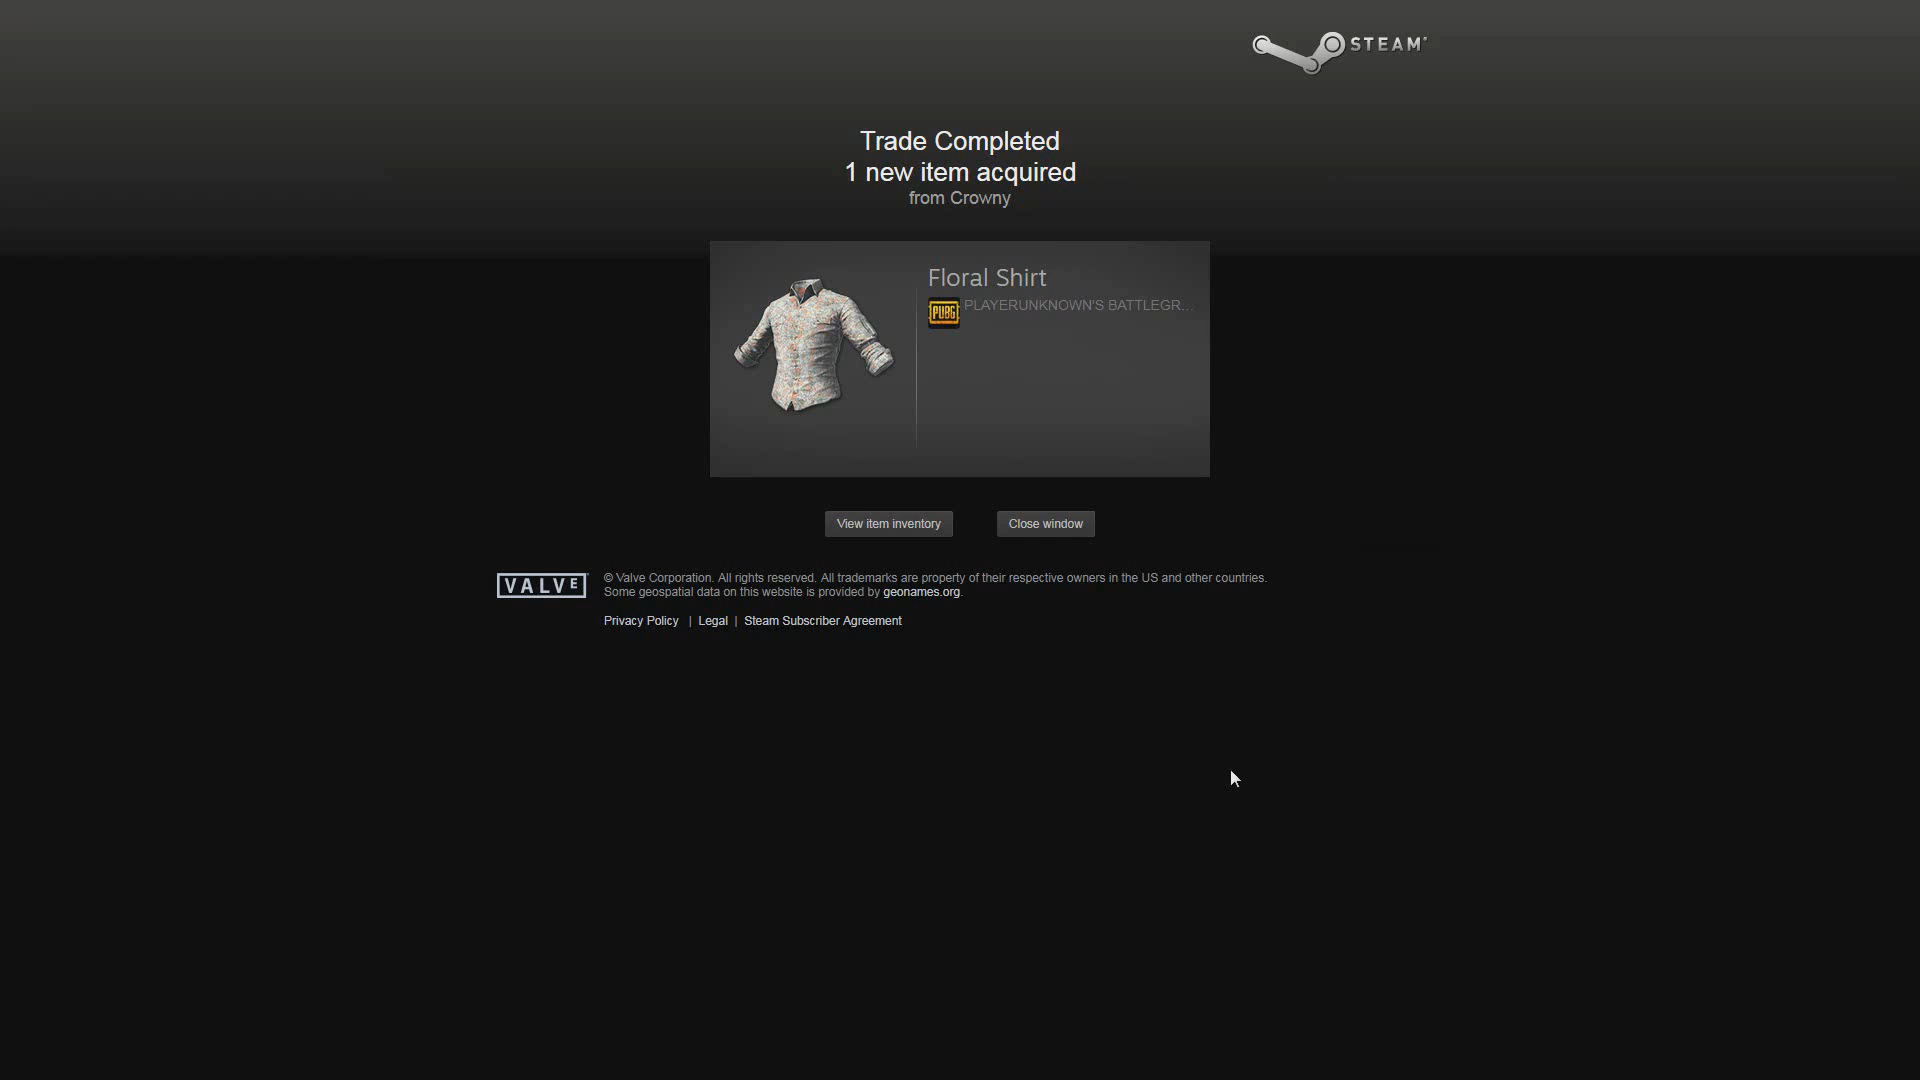 STEAM
Trade Completed
1 new item acquired
from Crowny
Floral Shirt
PUBG
PLAYERUNKNOWN'S BATTLEGR...
View item inventory
Close window
VALVE
© Valve Corporation. All rights reserved. All trademarks are property of their respective owners in the US and other countries.
Some geospatial data on this website is provided by geonames.org.
Privacy Policy | Legal | Steam Subscriber Agreement